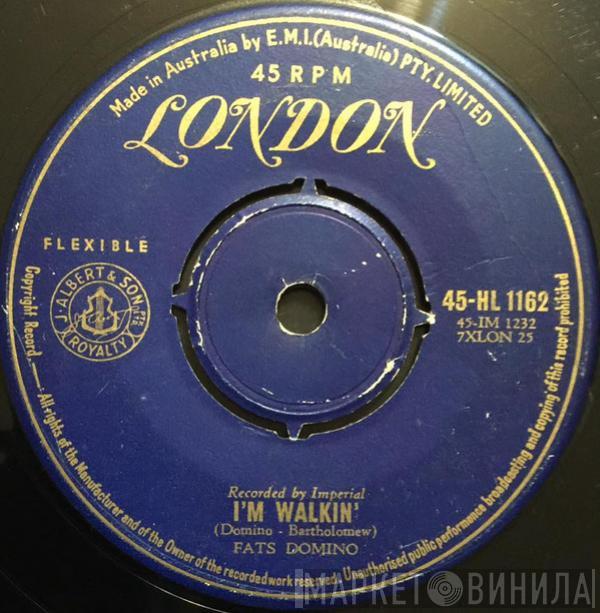 Made in Australia by E.M.I.(Australia) PTY. LIMITED
45 RPM
LONDON
FLEXIBLE
J. ALBERT & SON PTY LTD
ROYALTY
45-HL 1162
45-IM 1232
7XLON 25
Recorded by Imperial
I'M WALKIN'
(Domino - Bartholomew)
FATS DOMINO
Copyright Record.—All rights of the Manufacturer and of the Owner of the recorded work reserved. Unauthorised public performance broadcasting and copying of this record prohibited
МАРКЕТ ВИНИЛА